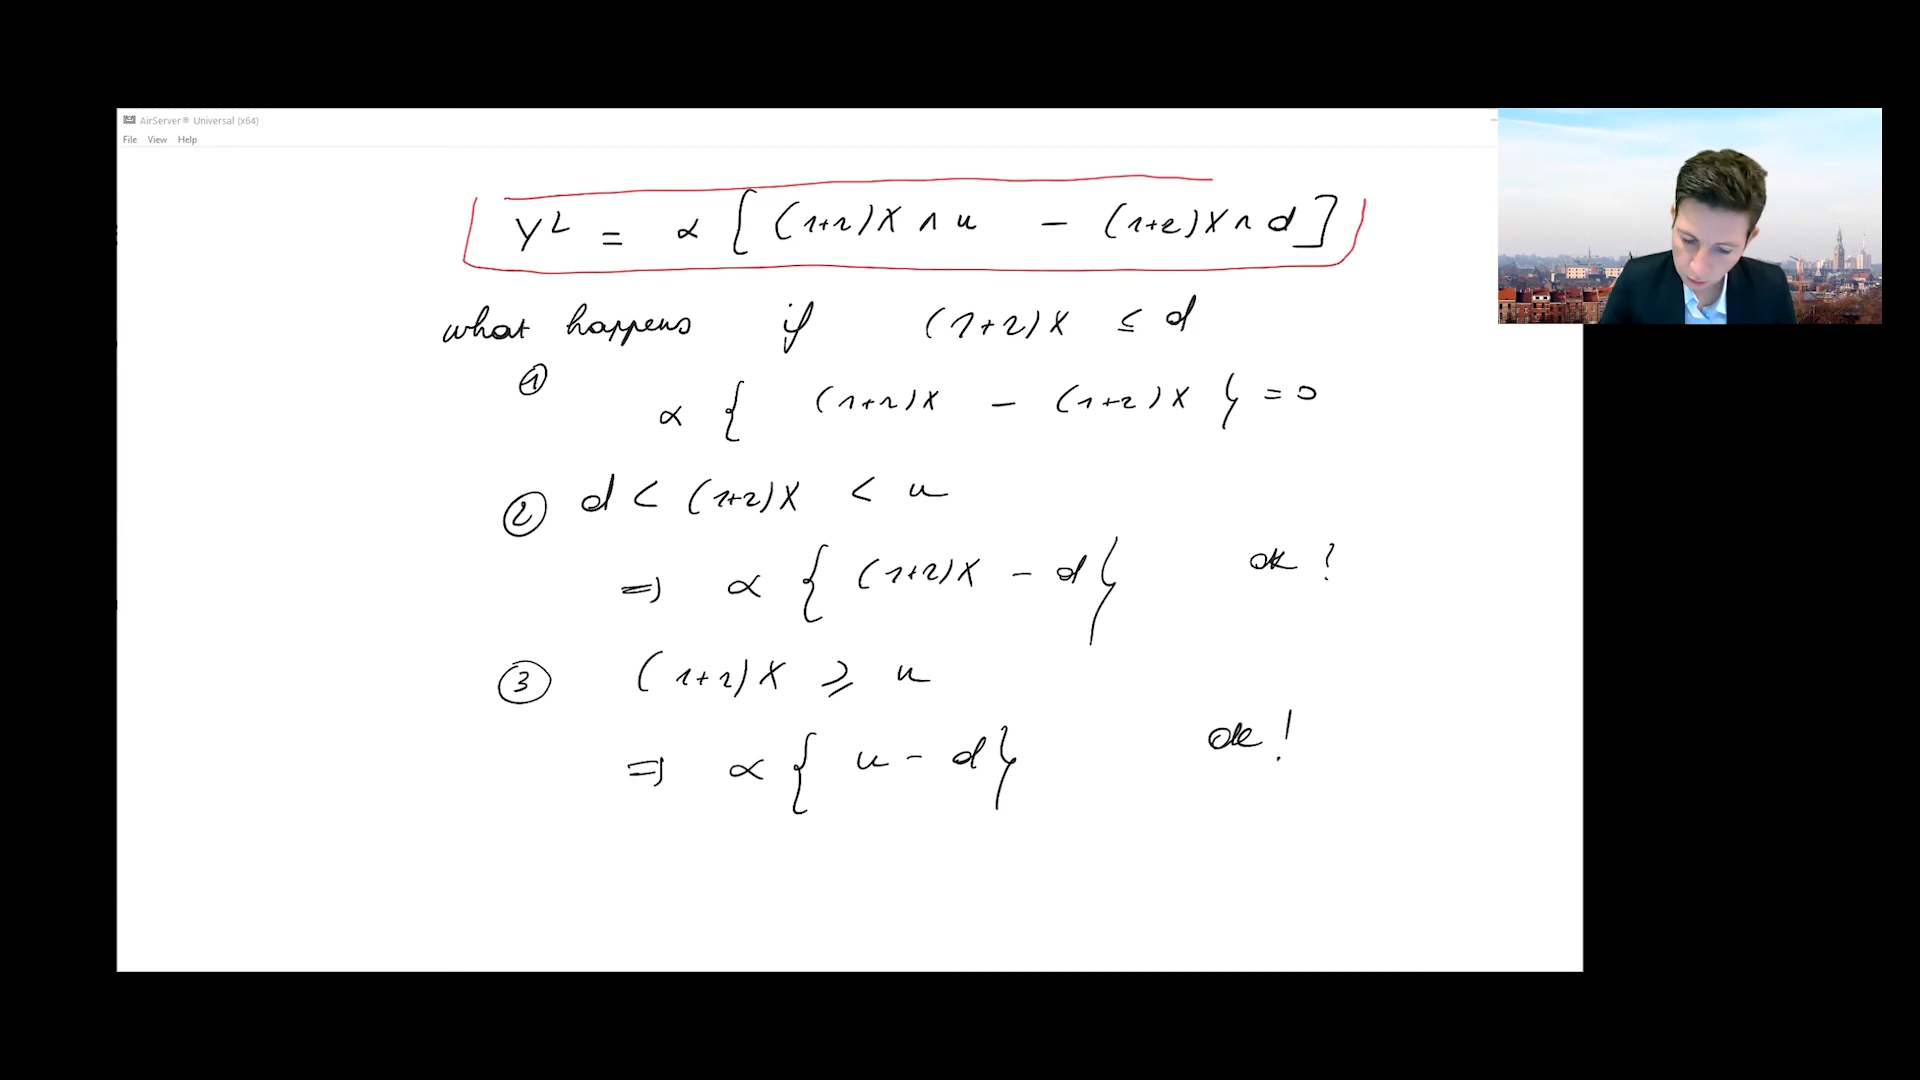 AirServer® Universal (x64)
File View Help
Y^L = α [ (1+r)X ∧ u - (1+r)X ∧ d ]
what happens if (1+r)X ≤ d
① α { (1+r)X - (1+r)X } = 0
② d < (1+r)X < u
⇒ α { (1+r)X - d } ok !
③ (1+r)X ≥ u
⇒ α { u - d } ok !